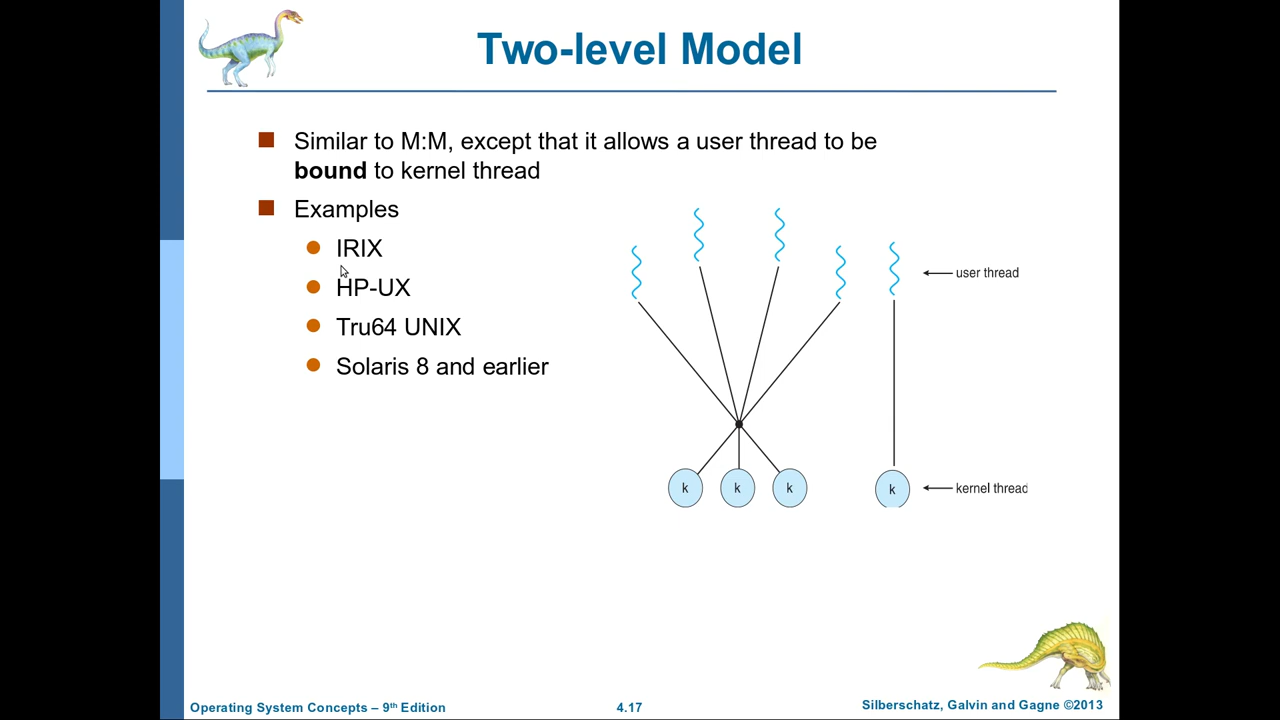 Two-level Model
Similar to M:M, except that it allows a user thread to be
bound to kernel thread
Examples
IRIX
HP-UX
Tru64 UNIX
Solaris 8 and earlier
user thread
k
k
k
k
kernel thread
Operating System Concepts – 9th Edition
4.17
Silberschatz, Galvin and Gagne ©2013